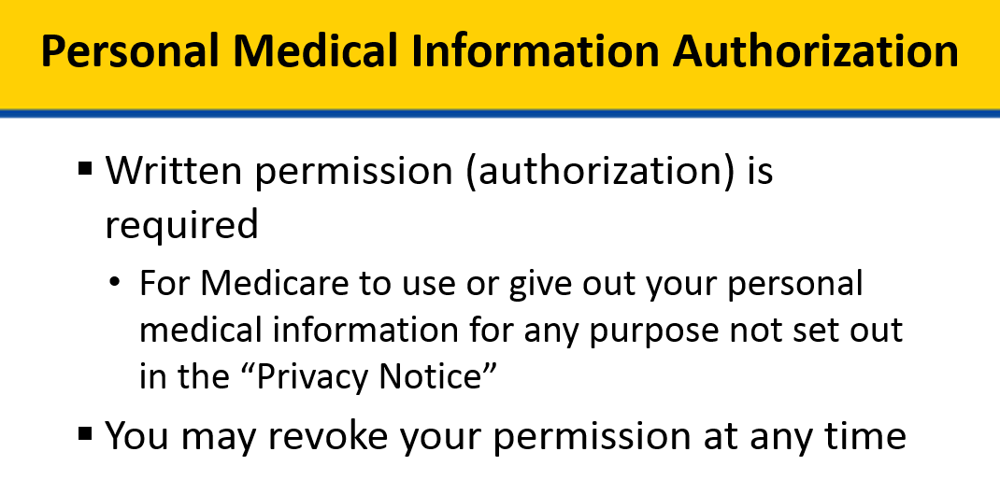 Personal Medical Information Authorization
▪ Written permission (authorization) is
required
• For Medicare to use or give out your personal
medical information for any purpose not set out
in the “Privacy Notice”
▪ You may revoke your permission at any time